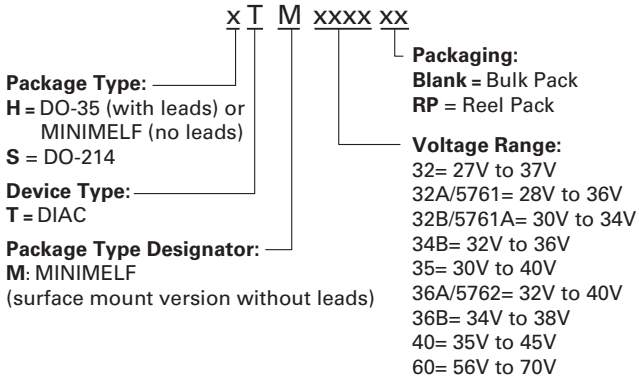 x T M xxxx xx
Package Type:
H = DO-35 (with leads) or
MINIMELF (no leads)
S = DO-214
Device Type:
T = DIAC
Package Type Designator:
M: MINIMELF
(surface mount version without leads)
Packaging:
Blank = Bulk Pack
RP = Reel Pack
Voltage Range:
32= 27V to 37V
32A/5761= 28V to 36V
32B/5761A= 30V to 34V
34B= 32V to 36V
35= 30V to 40V
36A/5762= 32V to 40V
36B= 34V to 38V
40= 35V to 45V
60= 56V to 70V